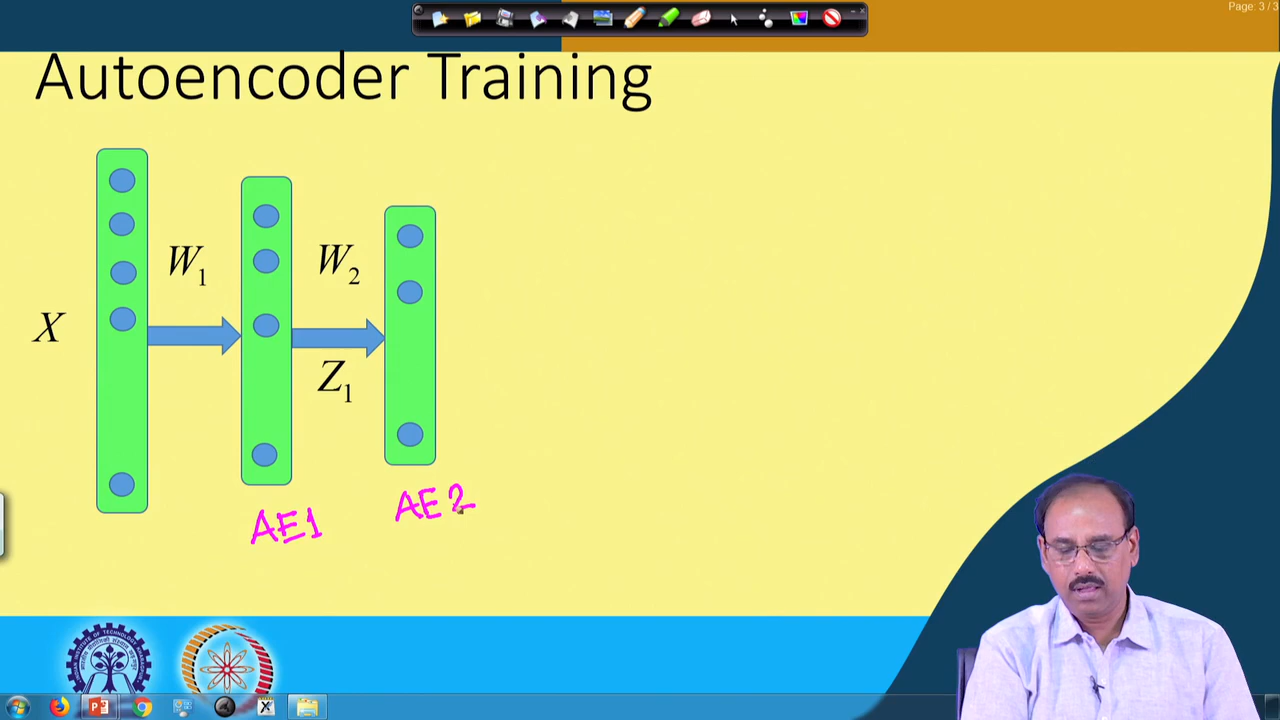 Page: 3 / 3
Autoencoder Training
W1
W2
X
Z1
AE1
AE2